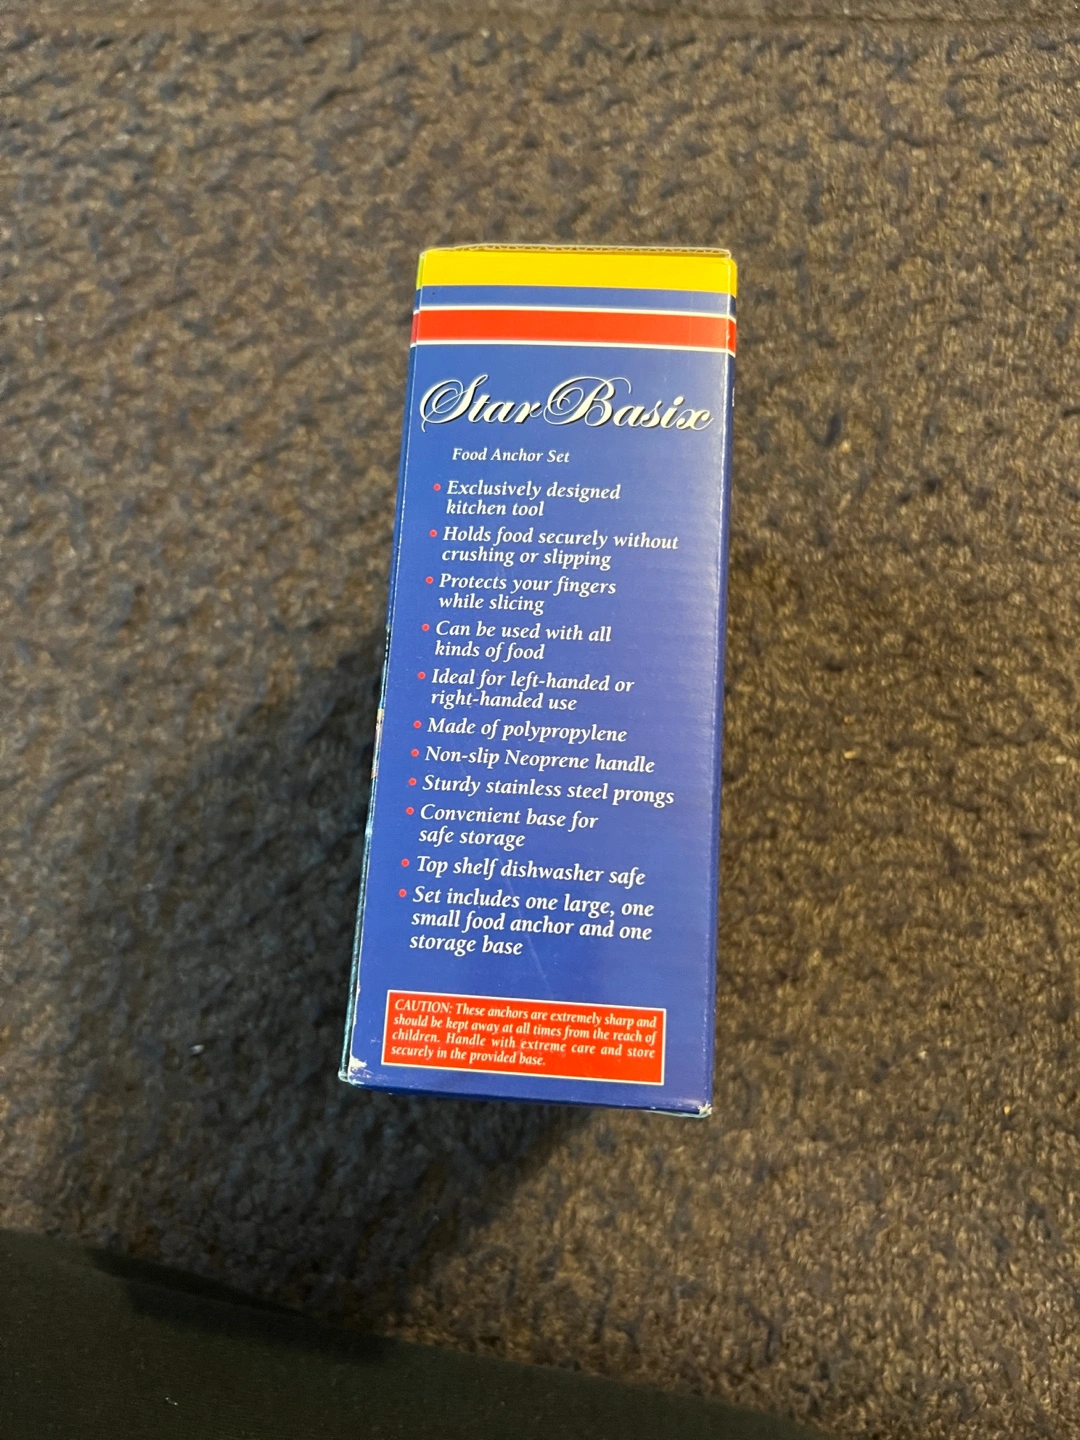 Star Basix
Food Anchor Set
• Exclusively designed
kitchen tool
• Holds food securely without
crushing or slipping
• Protects your fingers
while slicing
• Can be used with all
kinds of food
• Ideal for left-handed or
right-handed use
• Made of polypropylene
• Non-slip Neoprene handle
• Sturdy stainless steel prongs
• Convenient base for
safe storage
• Top shelf dishwasher safe
• Set includes one large, one
small food anchor and one
storage base
CAUTION: These anchors are extremely sharp and
should be kept away at all times from the reach of
children. Handle with extreme care and store
securely in the provided base.